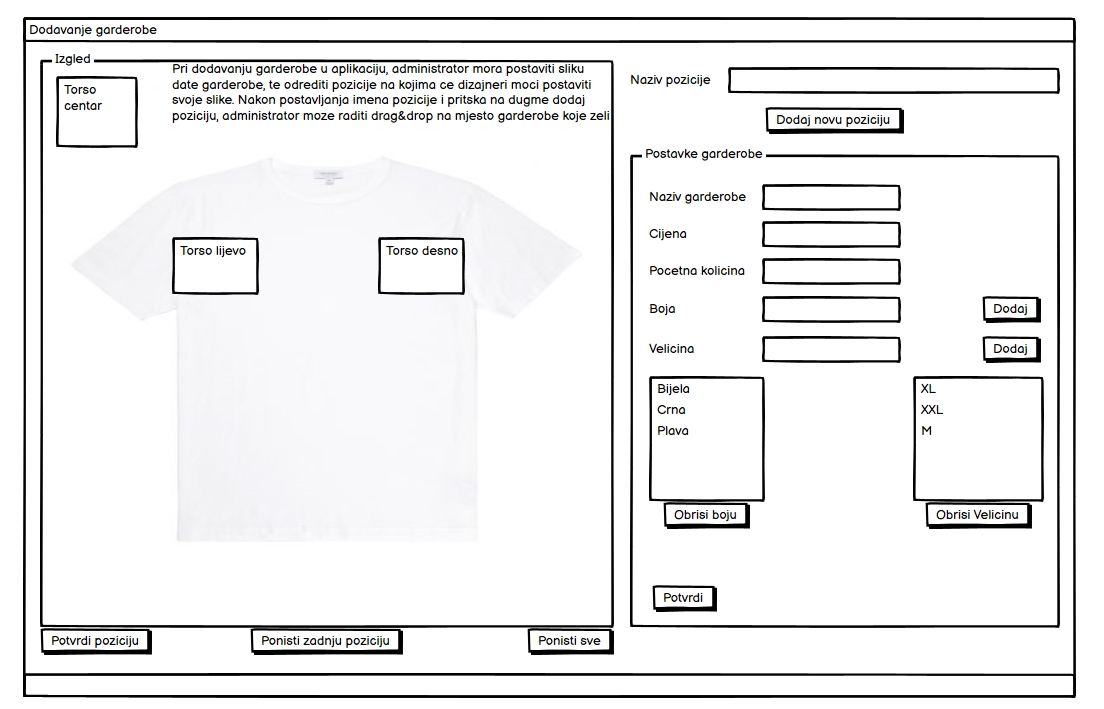 Dodavanje garderobe
Izgled
Torso
centar
Pri dodavanju garderobe u aplikaciju, administrator mora postaviti sliku
date garderobe, te odrediti pozicije na kojima ce dizajneri moci postaviti
svoje slike. Nakon postavljanja imena pozicije i pritska na dugme dodaj
poziciju, administrator moze raditi drag&drop na mjesto garderobe koje zeli.
Torso lijevo
Torso desno
Potvrdi poziciju
Ponisti zadnju poziciju
Ponisti sve
Naziv pozicije
Dodaj novu poziciju
Postavke garderobe
Naziv garderobe
Cijena
Pocetna kolicina
Boja
Dodaj
Velicina
Dodaj
Bijela
Crna
Plava
Obrisi boju
XL
XXL
M
Obrisi Velicinu
Potvrdi